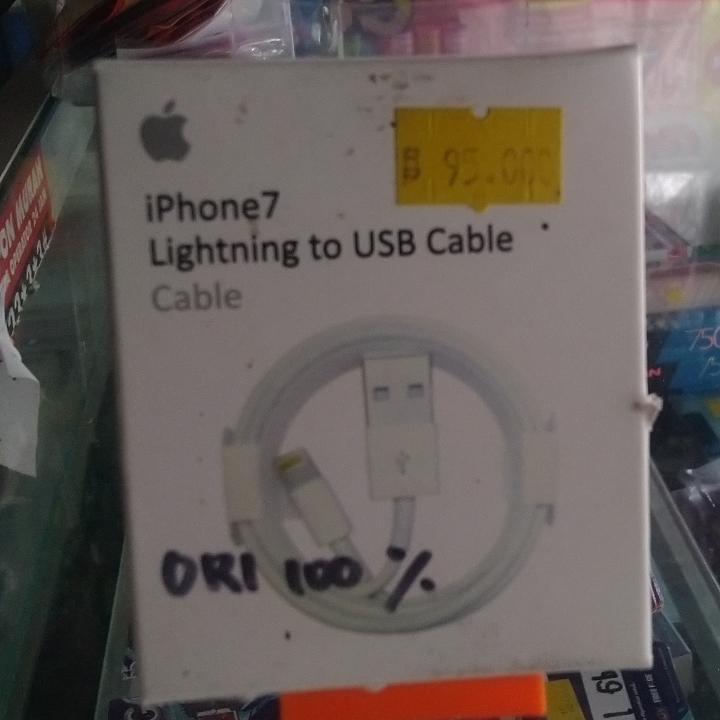 B 95.000
iPhone7
Lightning to USB Cable
Cable
ORI 100 %